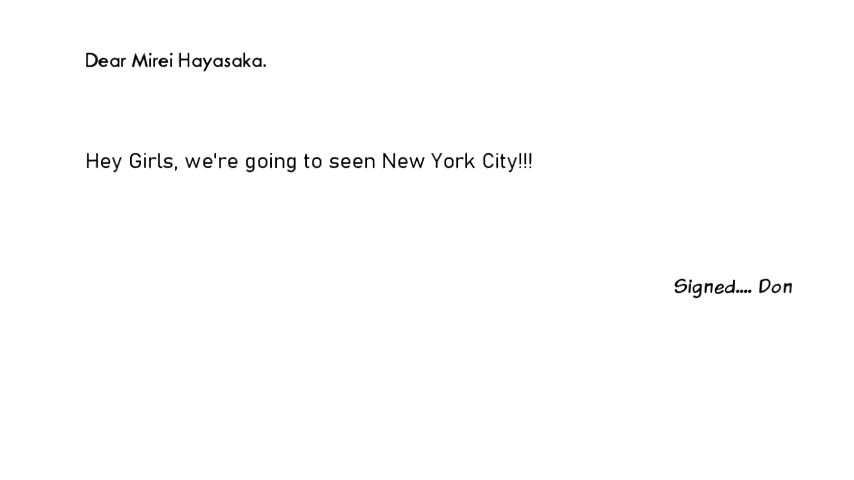 Dear Mirei Hayasaka.
Hey Girls, we're going to seen New York City!!!
Signed.... Don